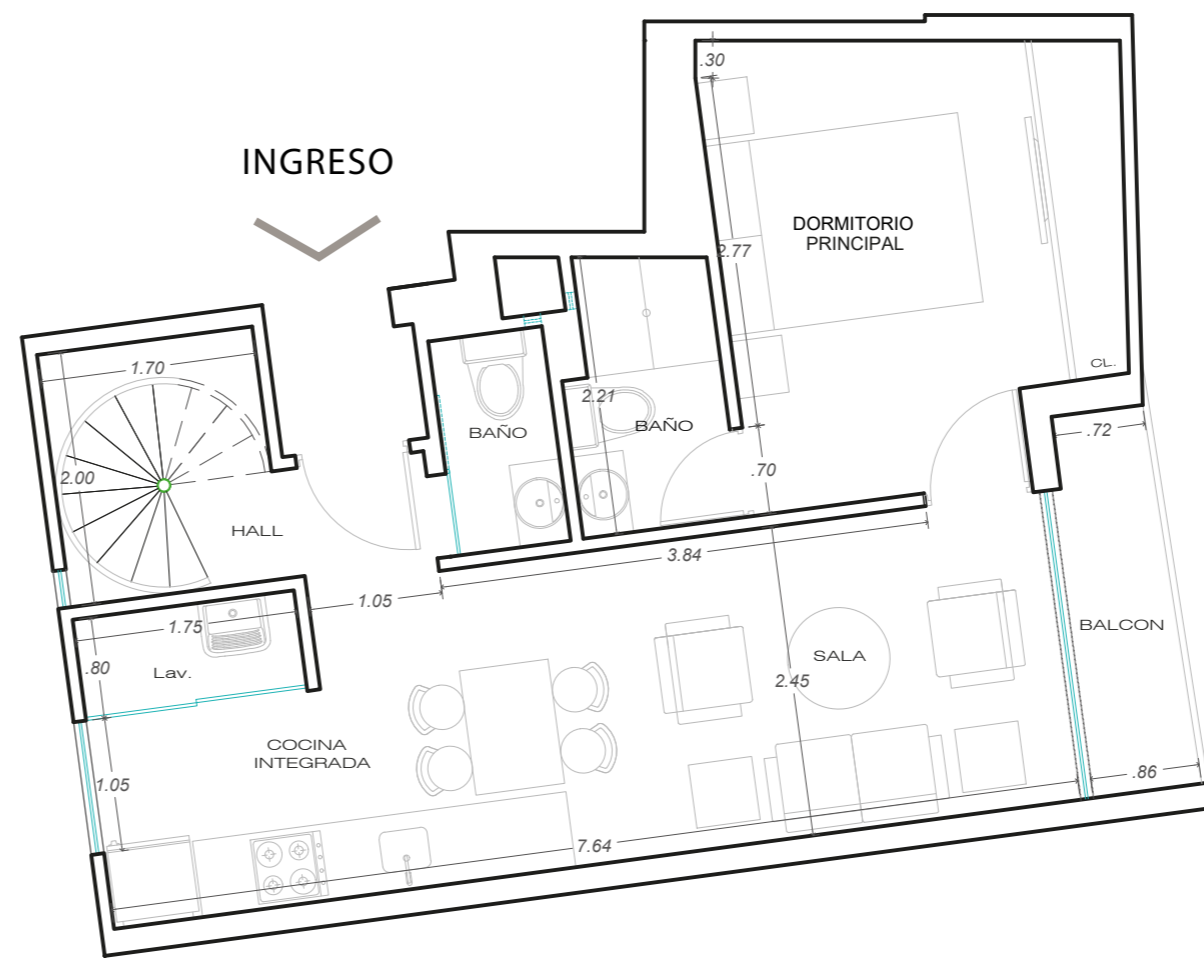 .30
INGRESO
DORMITORIO
PRINCIPAL
2.77
1.70
CL.
2.21
BAÑO
BAÑO
.72
2.00
.70
HALL
3.84
1.05
1.75
BALCON
.80
Lav.
SALA
2.45
COCINA
INTEGRADA
1.05
.86
7.64